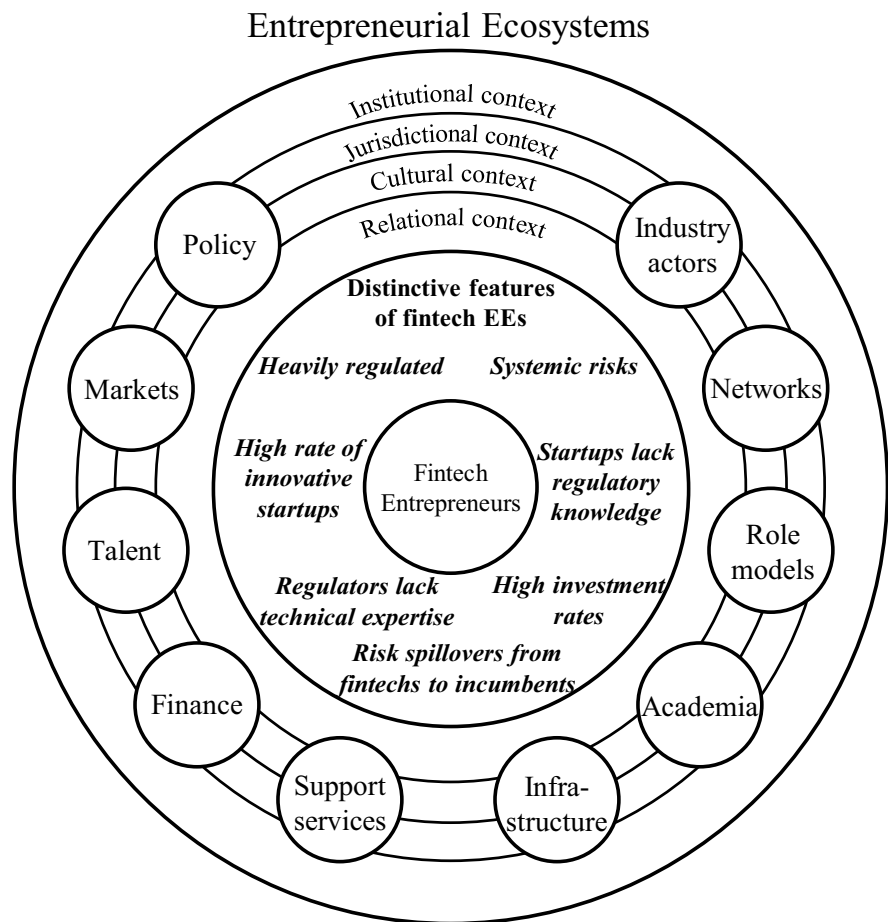 Entrepreneurial Ecosystems
Institutional context
Jurisdictional context
Cultural context
Relational context
Policy
Industry
actors
Distinctive features
of fintech EEs
Heavily regulated
Systemic risks
Markets
Networks
High rate of
innovative
startups
Fintech
Entrepreneurs
Startups lack
regulatory
knowledge
Talent
Role
models
Regulators lack
technical expertise
High investment
rates
Risk spillovers from
fintechs to incumbents
Finance
Academia
Support
services
Infra-
structure